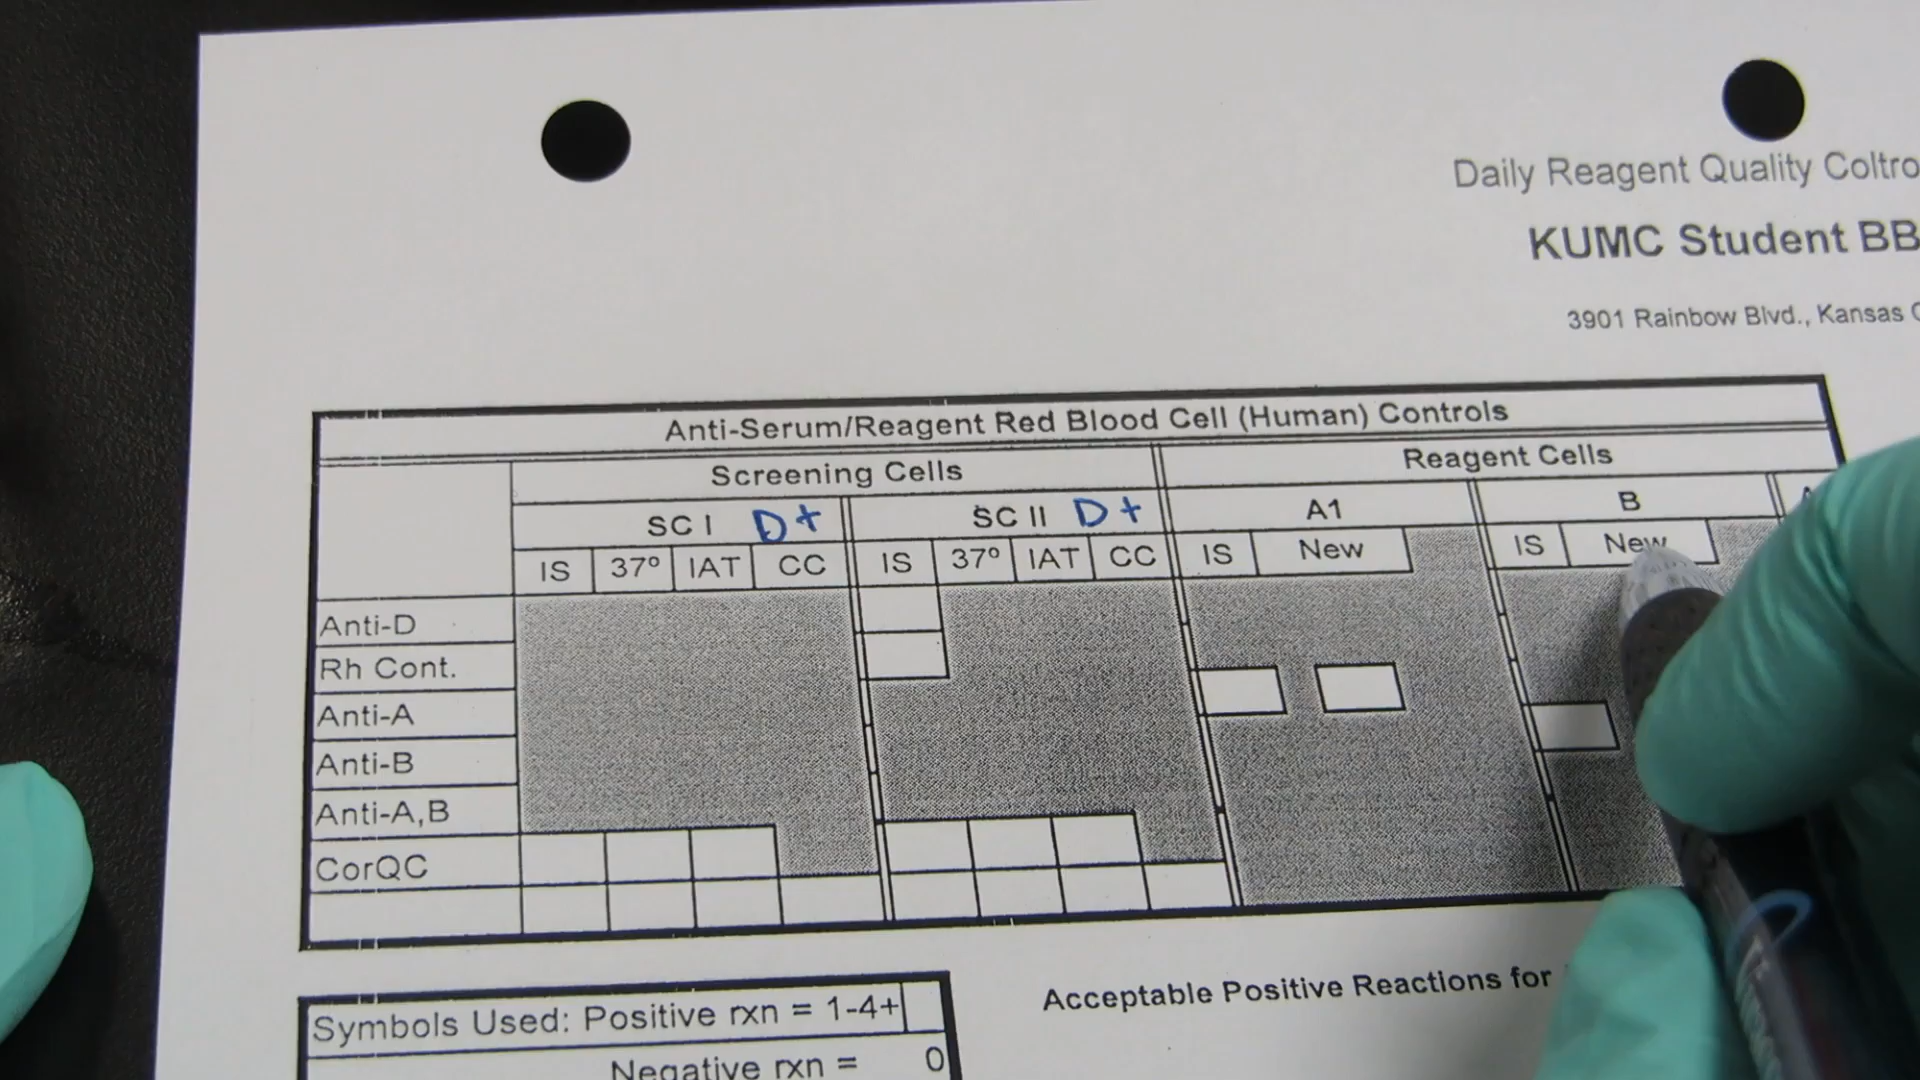 Daily Reagent Quality Coltro
KUMC Student BB
3901 Rainbow Blvd., Kansas
Anti-Serum/Reagent Red Blood Cell (Human) Controls
Screening Cells Reagent Cells
SC I D+ SC II D+ A1 B
IS 37º IAT CC IS 37º IAT CC IS New IS New
Anti-D
Rh Cont.
Anti-A
Anti-B
Anti-A,B
CorQC
Symbols Used: Positive rxn = 1-4+
Negative rxn = 0
Acceptable Positive Reactions for